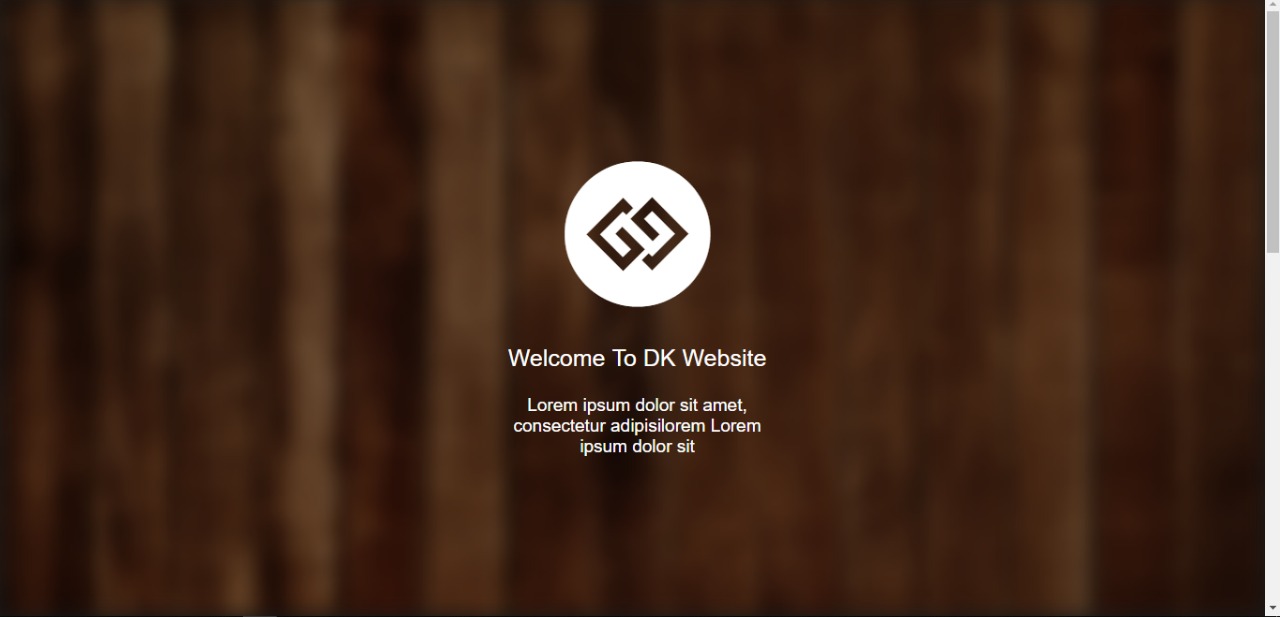 Welcome To DK Website
Lorem ipsum dolor sit amet,
consectetur adipisilorem Lorem
ipsum dolor sit